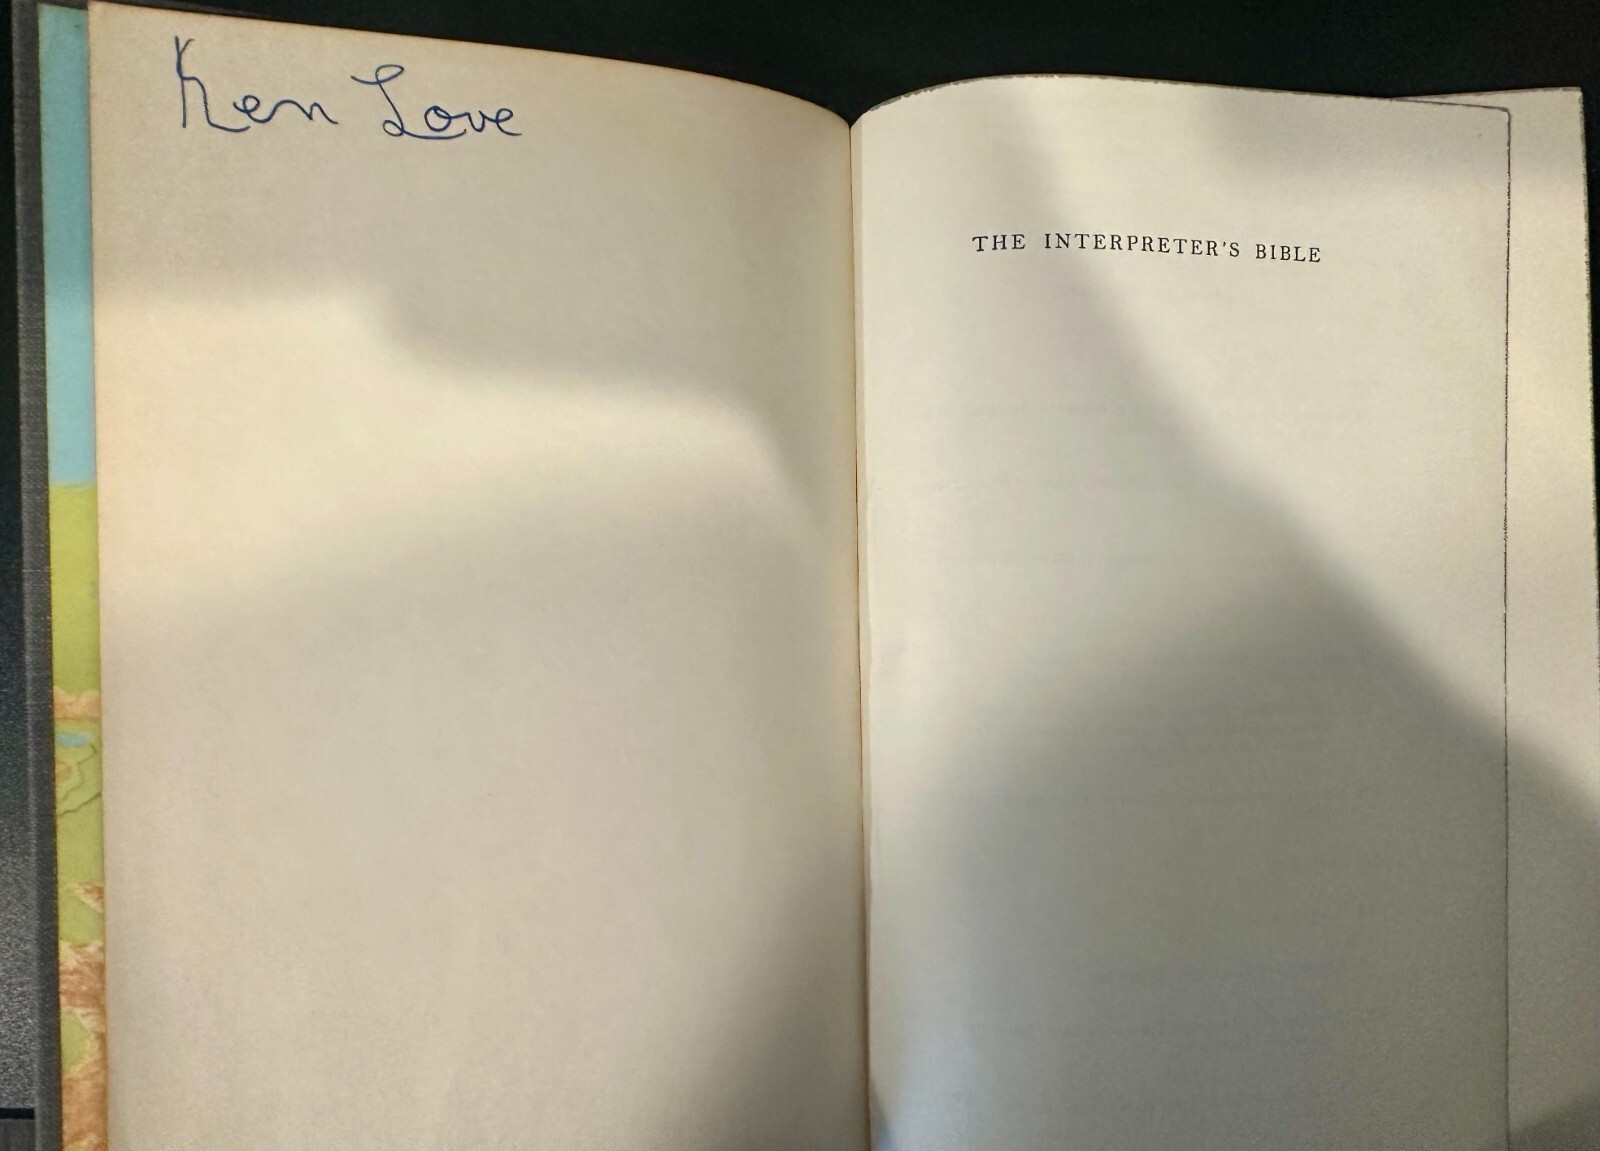 Ken Love
THE INTERPRETER'S BIBLE